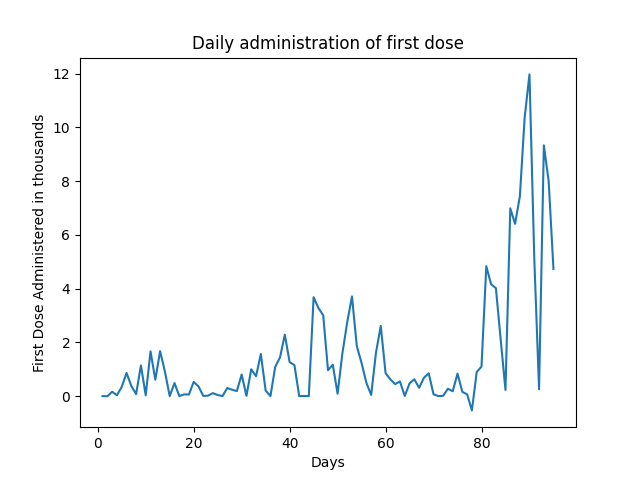 Daily administration of first dose
12
10
8
6
4
2
0
First Dose Administered in thousands
0 20 40 60 80
Days